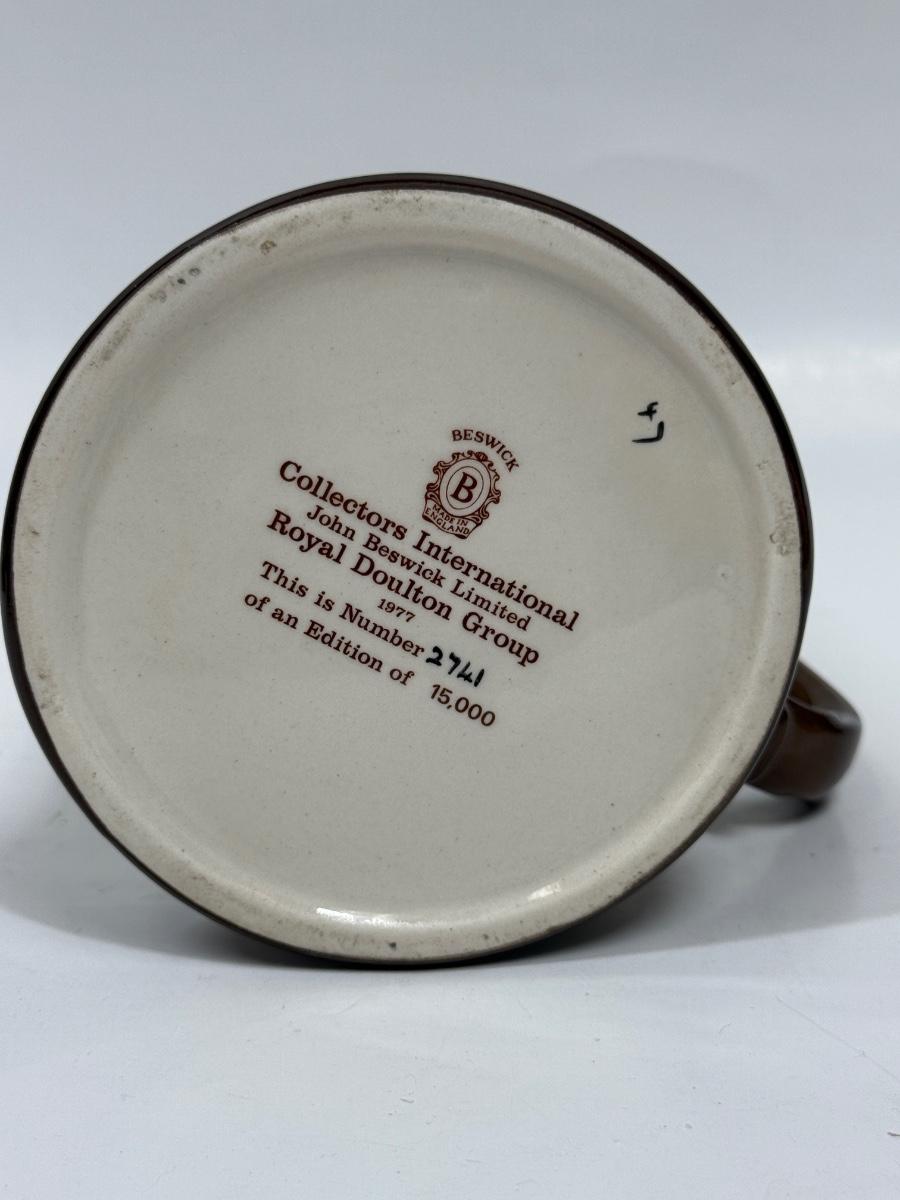 BESWICK
B
MADE IN
ENGLAND
Collectors International
John Beswick Limited
Royal Doulton Group
1977
This is Number 2741
of an Edition of 15,000